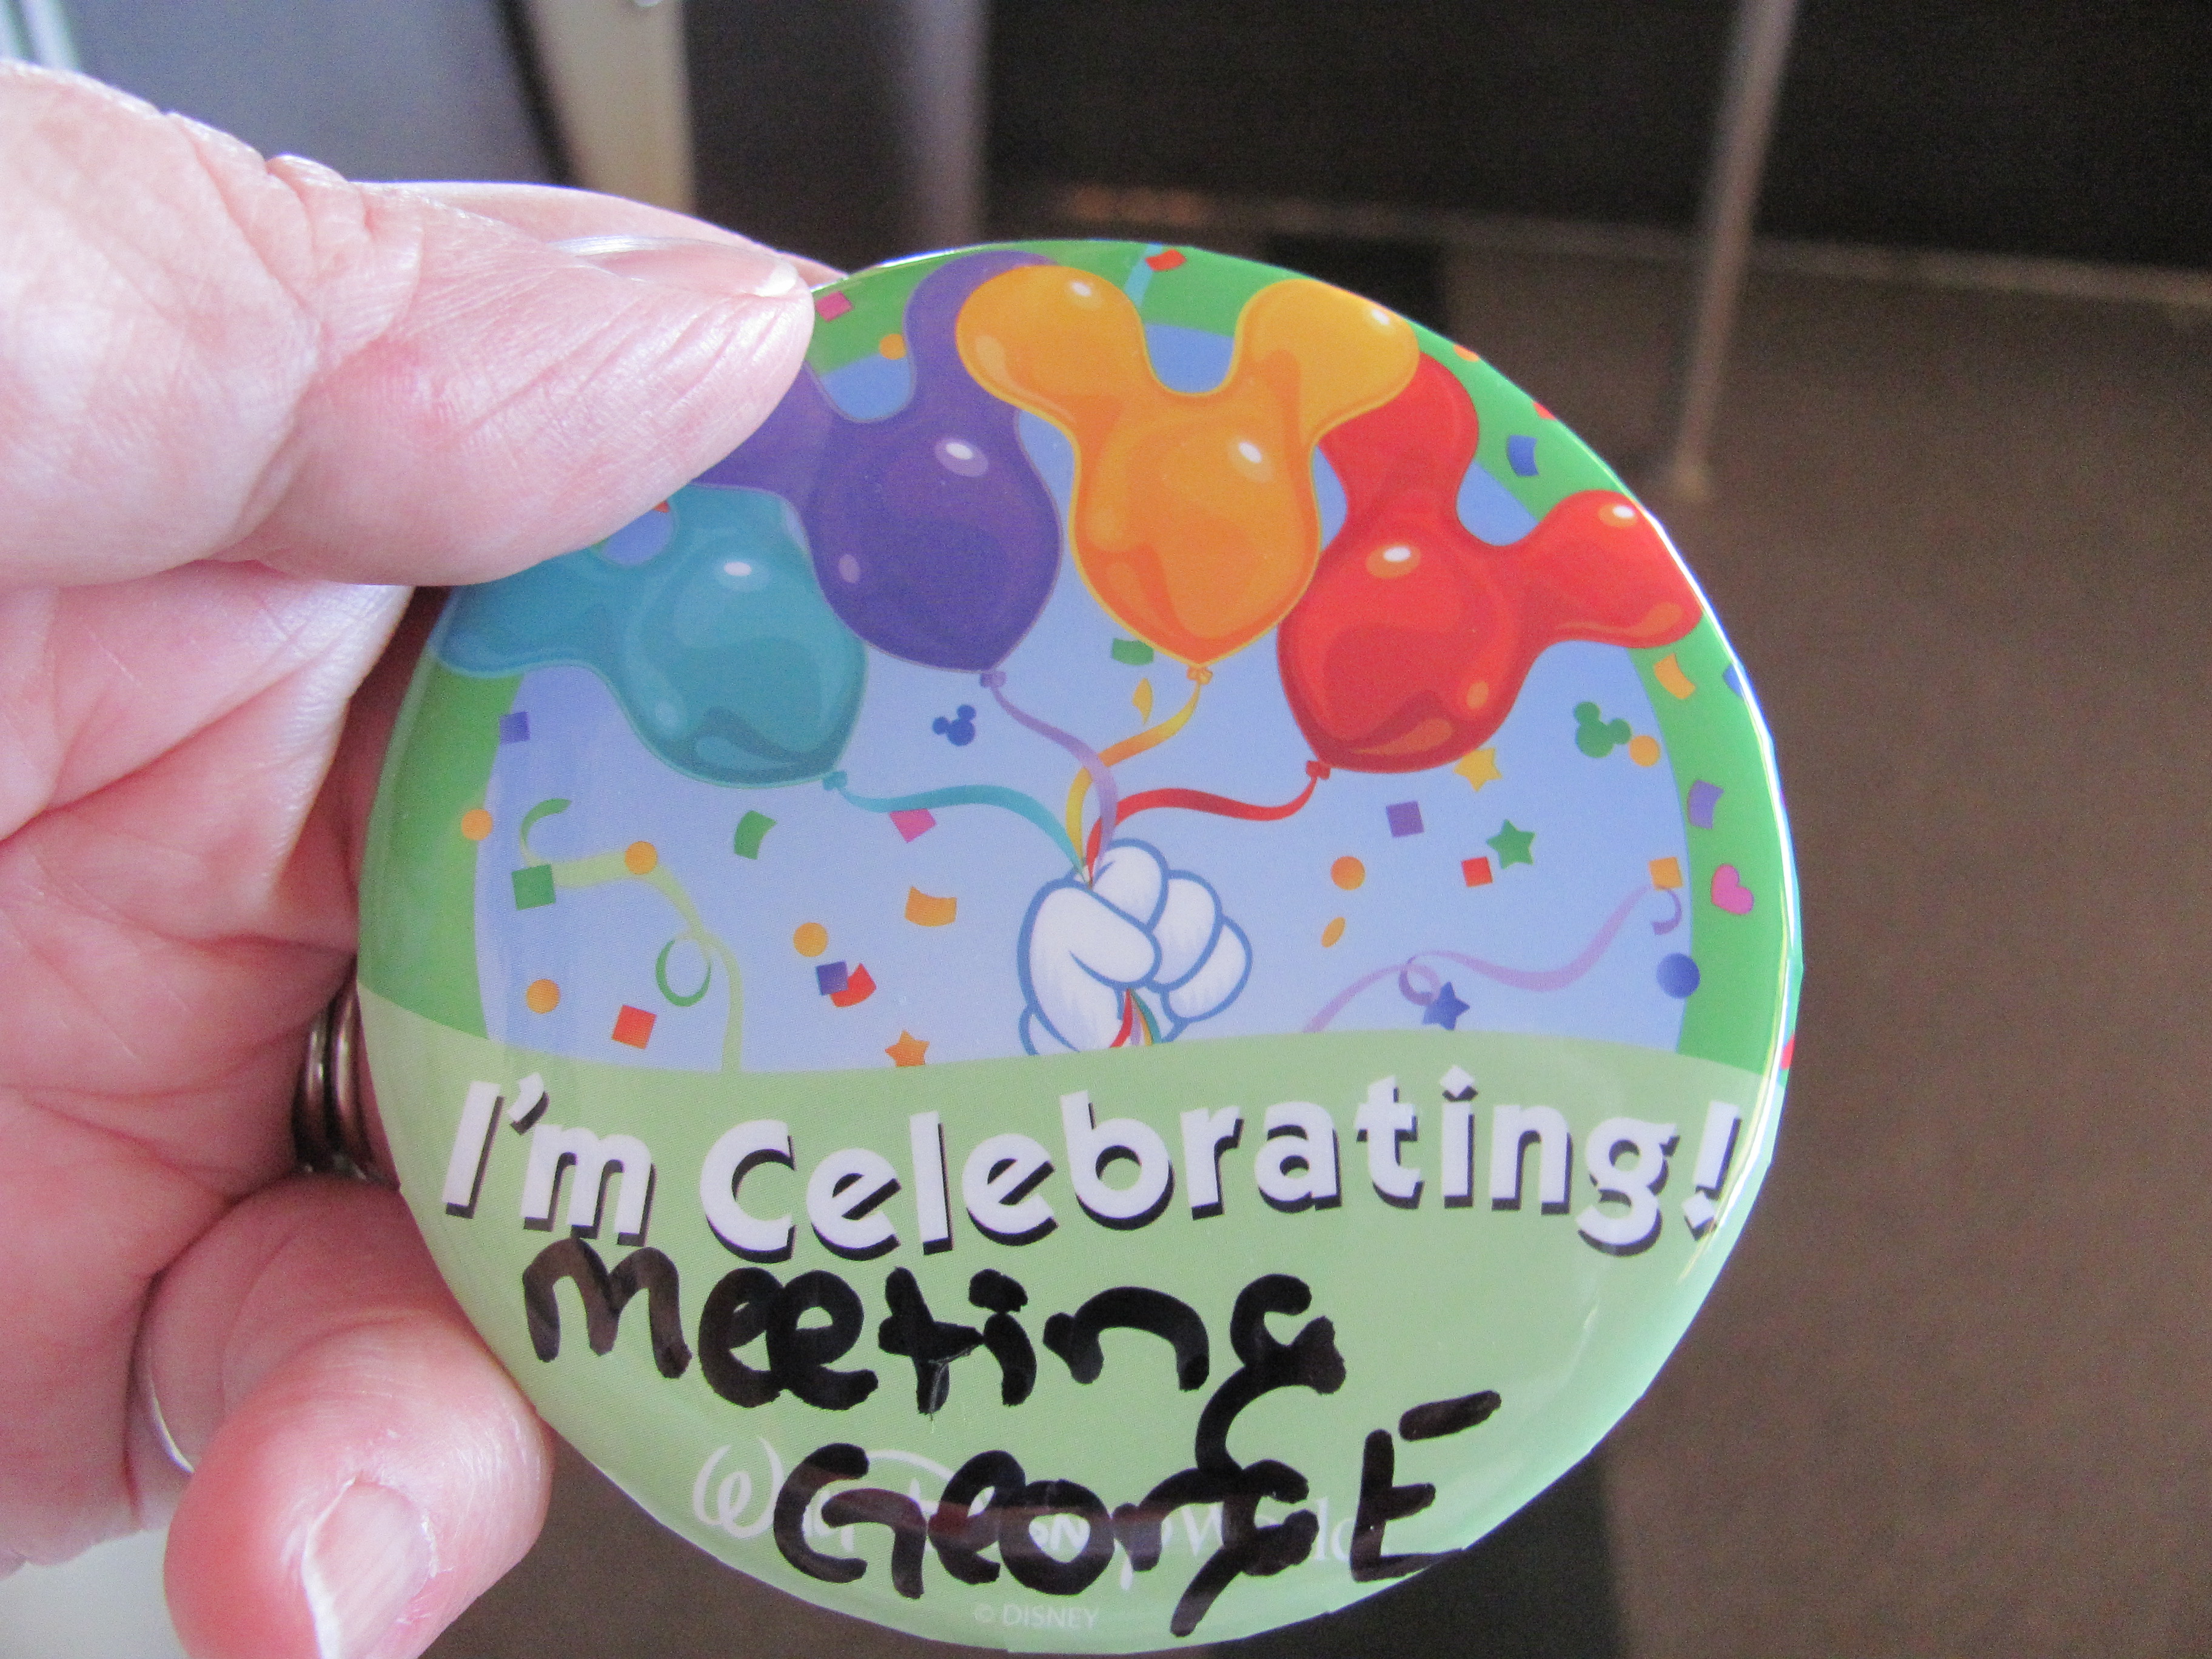 I'm Celebrating!
meeting
GeorgE
Walt Disney World
© DISNEY